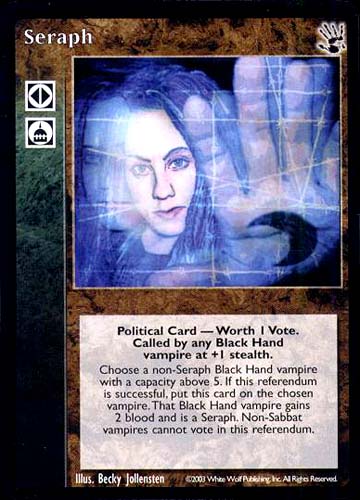 Seraph
Political Card — Worth 1 Vote.
Called by any Black Hand
vampire at +1 stealth.
Choose a non-Seraph Black Hand vampire
with a capacity above 5. If this referendum
is successful, put this card on the chosen
vampire. That Black Hand vampire gains
2 blood and is a Seraph. Non-Sabbat
vampires cannot vote in this referendum.
Illus. Becky Jollensten ©2003 White Wolf Publishing, Inc. All Rights Reserved.